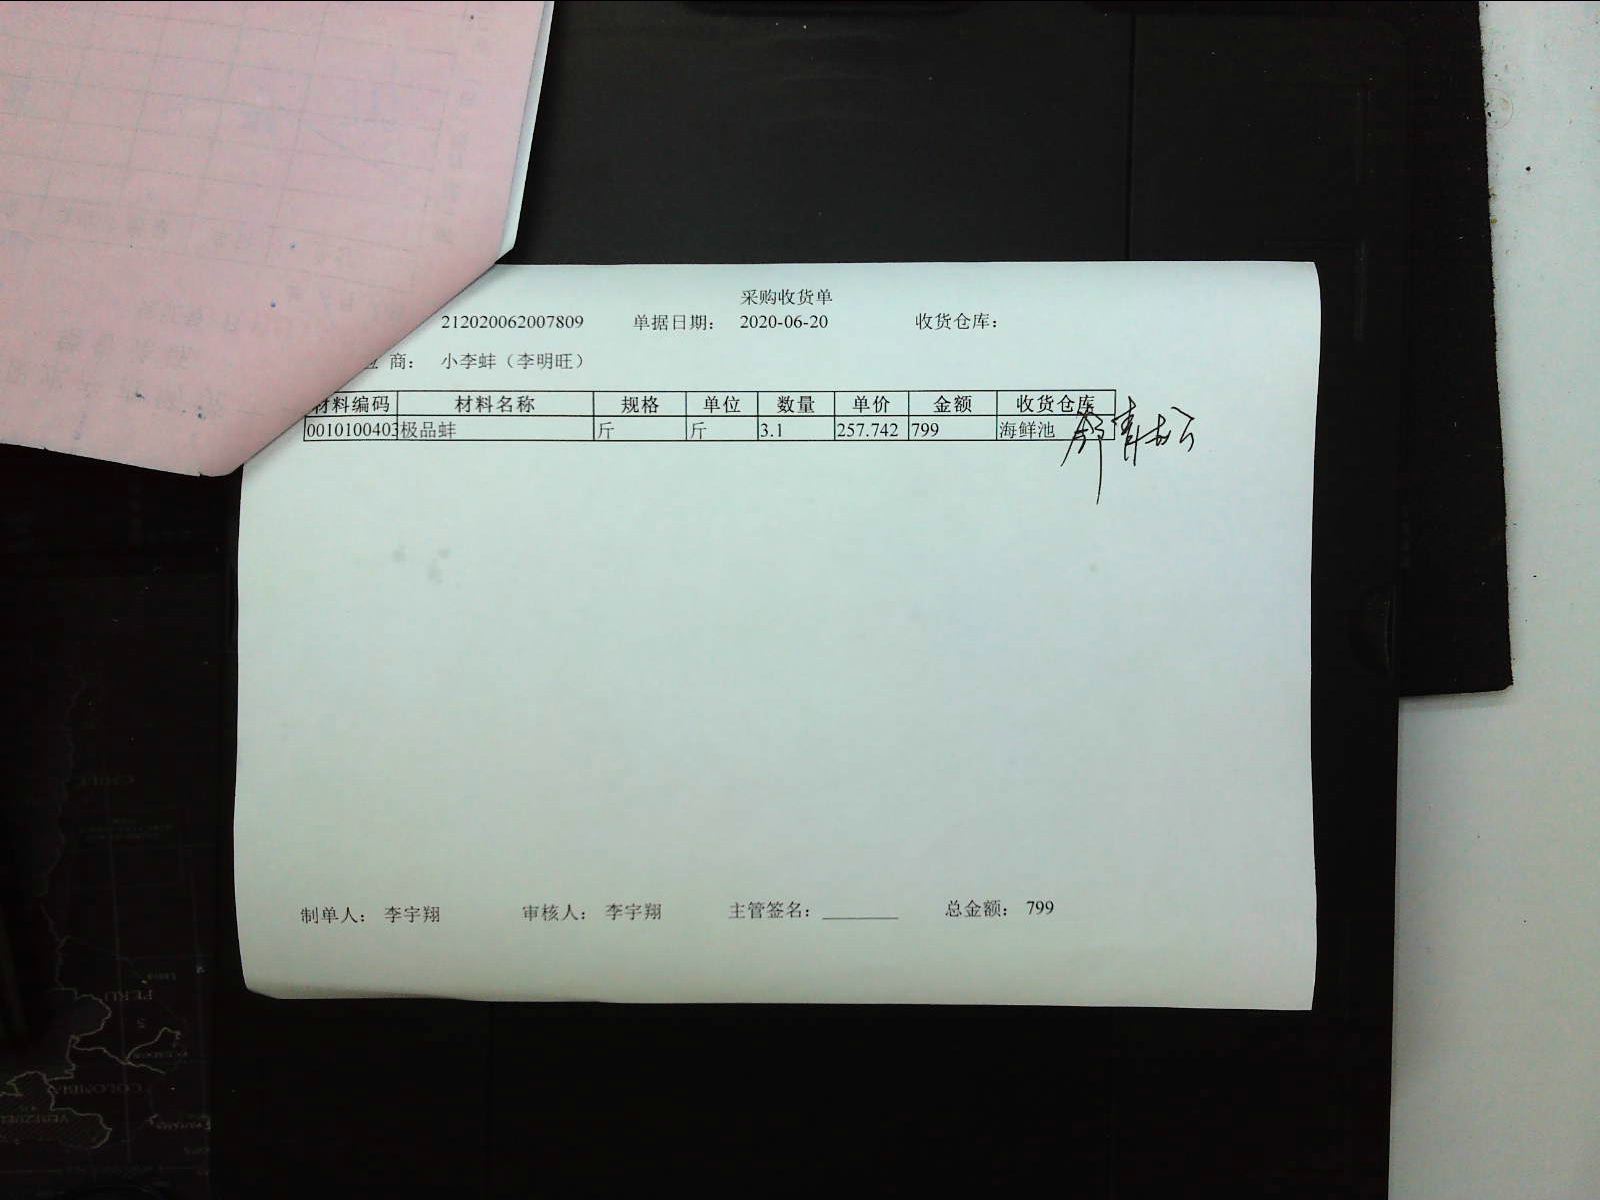 采购收货单
212020062007809 单据日期： 2020-06-20 收货仓库：
商： 小李蚌（李明旺）
材料编码 材料名称 规格 单位 数量 单价 金额 收货仓库
0010100403 极品蚌 斤 斤 3.1 257.742 799 海鲜池
制单人： 李宇翔 审核人： 李宇翔 主管签名：________ 总金额： 799